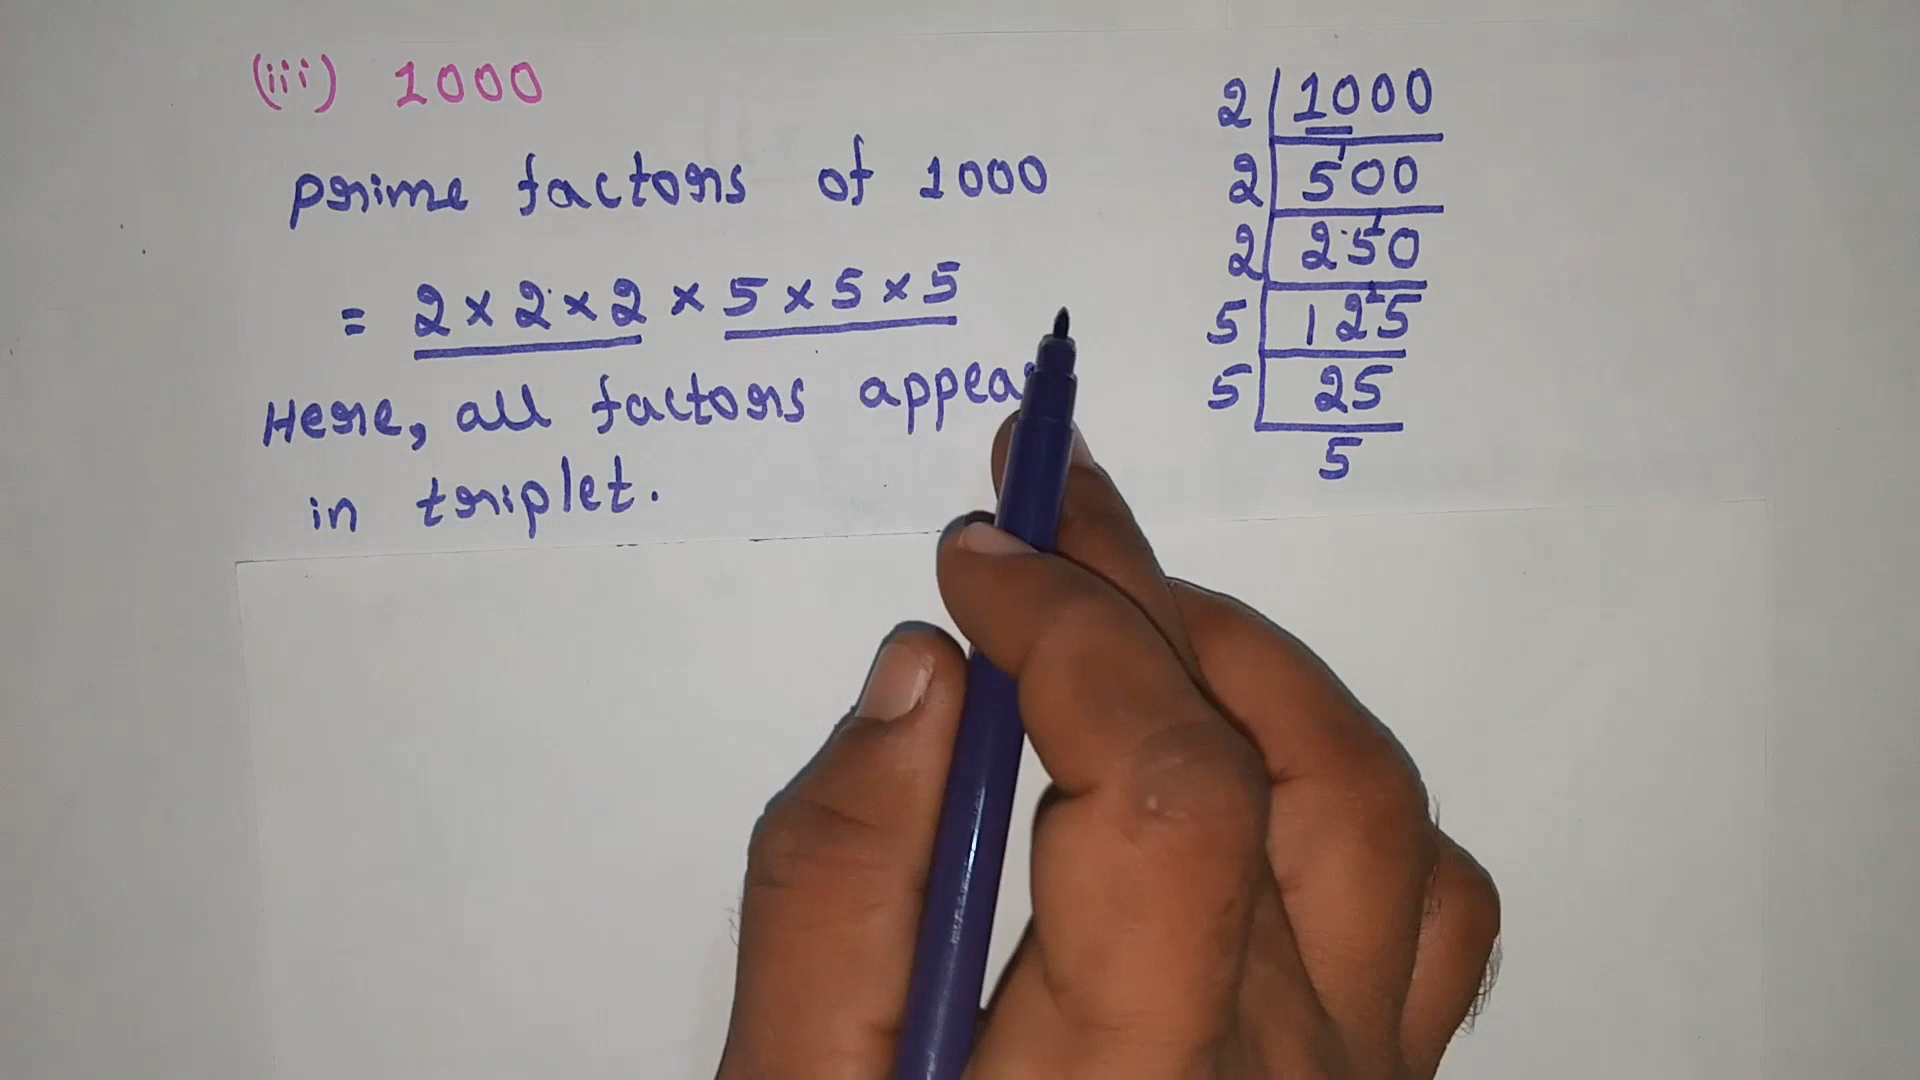 (iii) 1000
prime factors of 1000
= 2 × 2 × 2 × 5 × 5 × 5
Here, all factors appear
in triplet.
2 | 1000
2 | 500
2 | 250
5 | 125
5 | 25
5